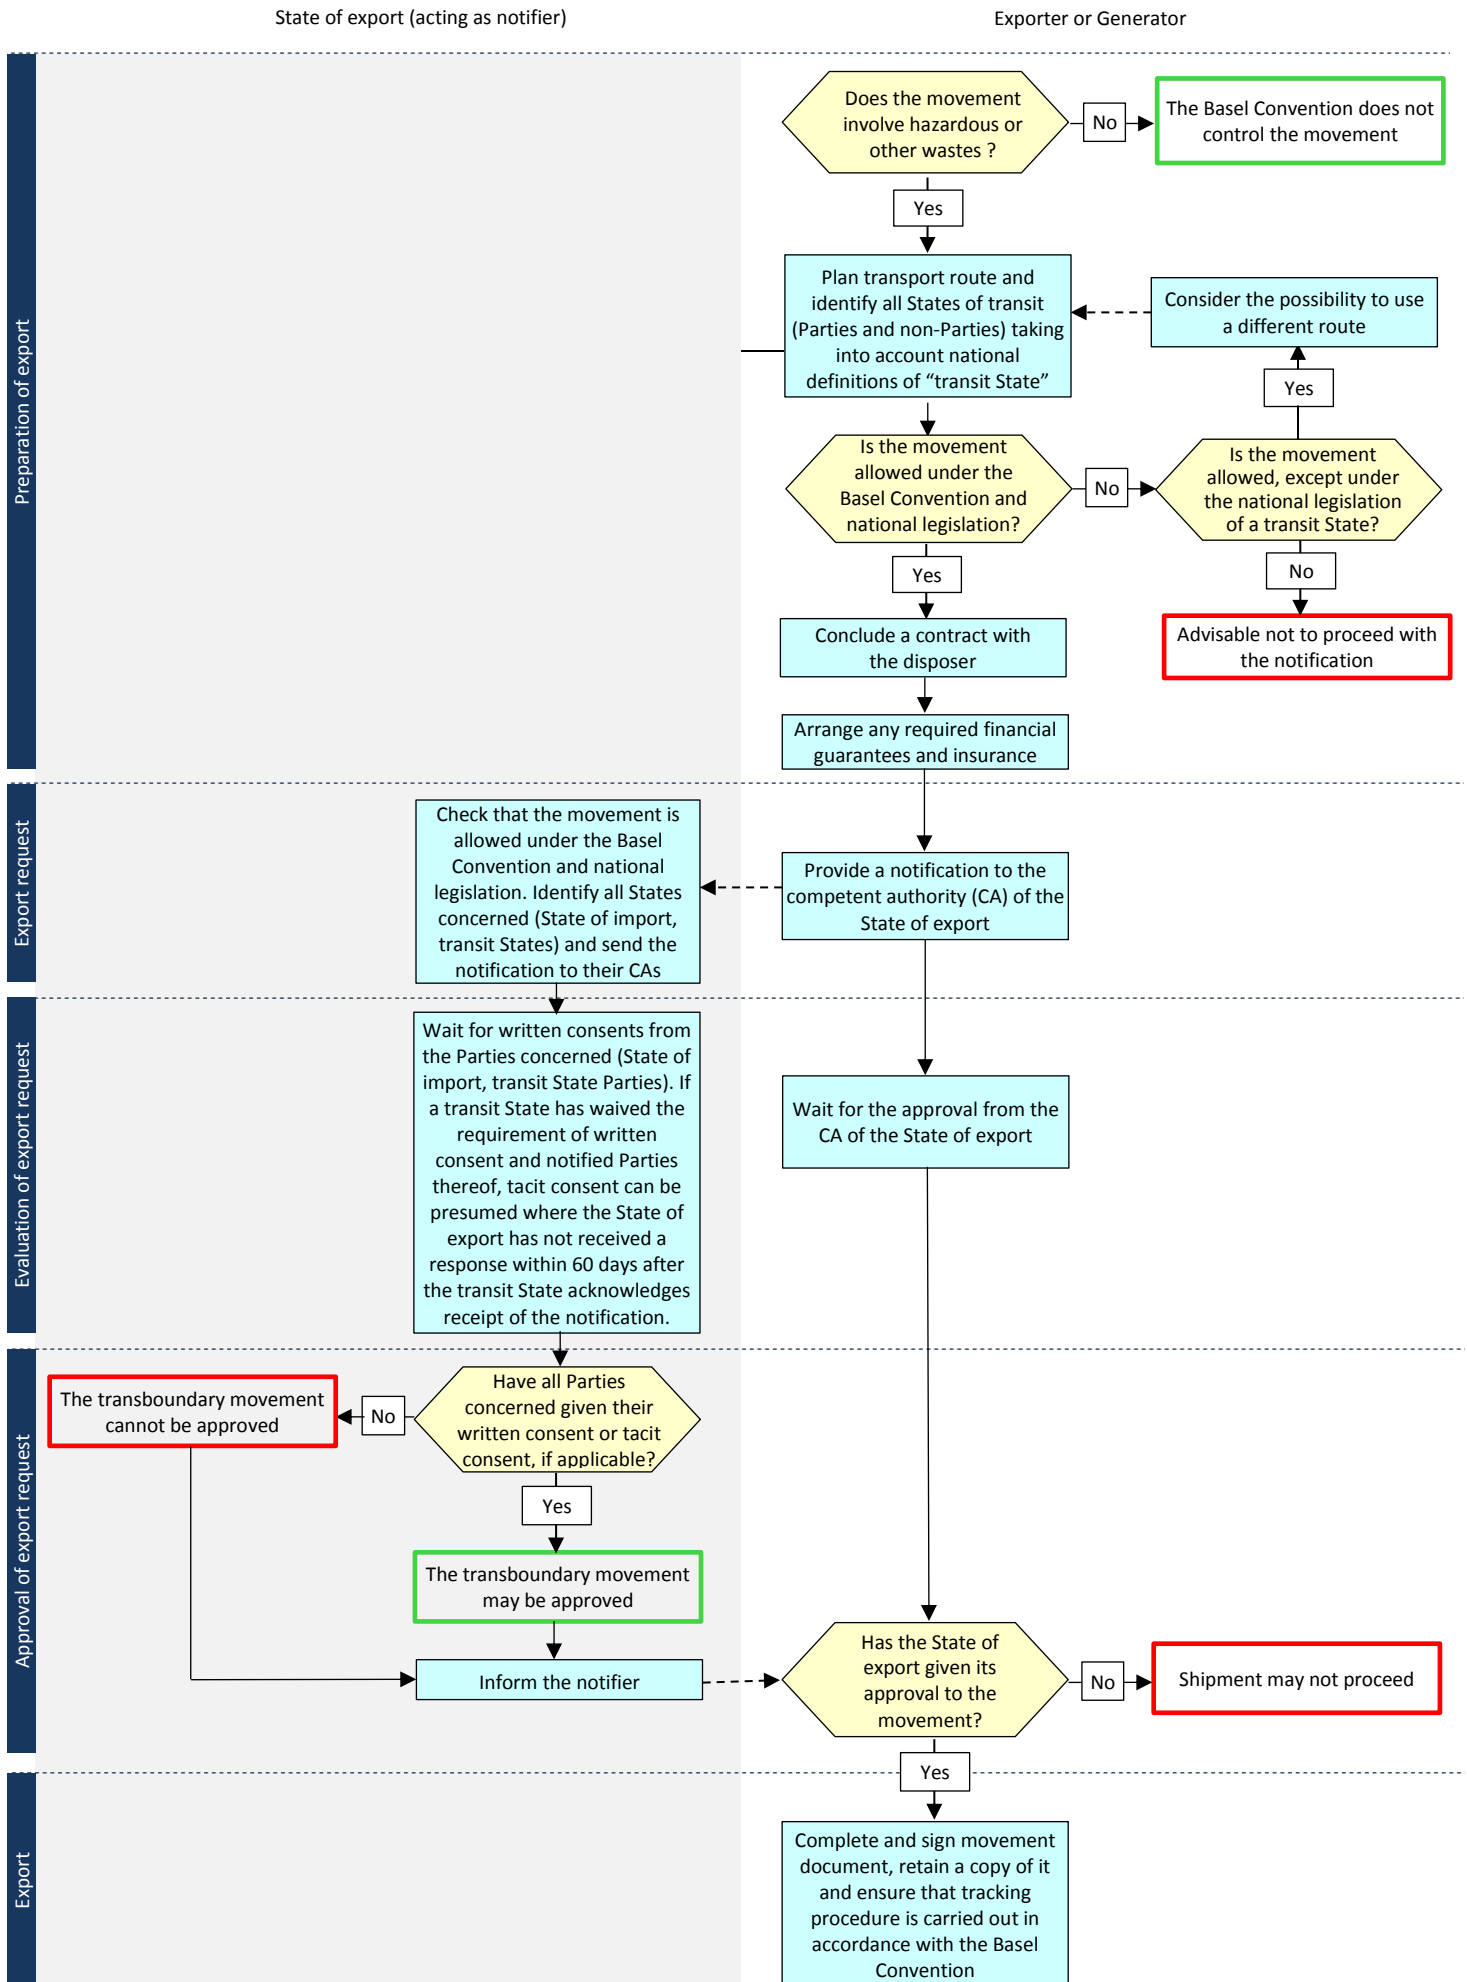 State of export (acting as notifier)
Exporter or Generator
Preparation of export
Does the movement
involve hazardous or
other wastes ?
No
The Basel Convention does not
control the movement
Yes
Plan transport route and
identify all States of transit
(Parties and non-Parties) taking
into account national
definitions of “transit State”
Consider the possibility to use
a different route
Yes
Is the movement
allowed under the
Basel Convention and
national legislation?
No
Is the movement
allowed, except under
the national legislation
of a transit State?
Yes
No
Conclude a contract with
the disposer
Advisable not to proceed with
the notification
Arrange any required financial
guarantees and insurance
Export request
Check that the movement is
allowed under the Basel
Convention and national
legislation. Identify all States
concerned (State of import,
transit States) and send the
notification to their CAs
Provide a notification to the
competent authority (CA) of the
State of export
Evaluation of export request
Wait for written consents from
the Parties concerned (State of
import, transit State Parties). If
a transit State has waived the
requirement of written
consent and notified Parties
thereof, tacit consent can be
presumed where the State of
export has not received a
response within 60 days after
the transit State acknowledges
receipt of the notification.
Wait for the approval from the
CA of the State of export
Approval of export request
The transboundary movement
cannot be approved
No
Have all Parties
concerned given their
written consent or tacit
consent, if applicable?
Yes
The transboundary movement
may be approved
Inform the notifier
Has the State of
export given its
approval to the
movement?
No
Shipment may not proceed
Yes
Export
Complete and sign movement
document, retain a copy of it
and ensure that tracking
procedure is carried out in
accordance with the Basel
Convention